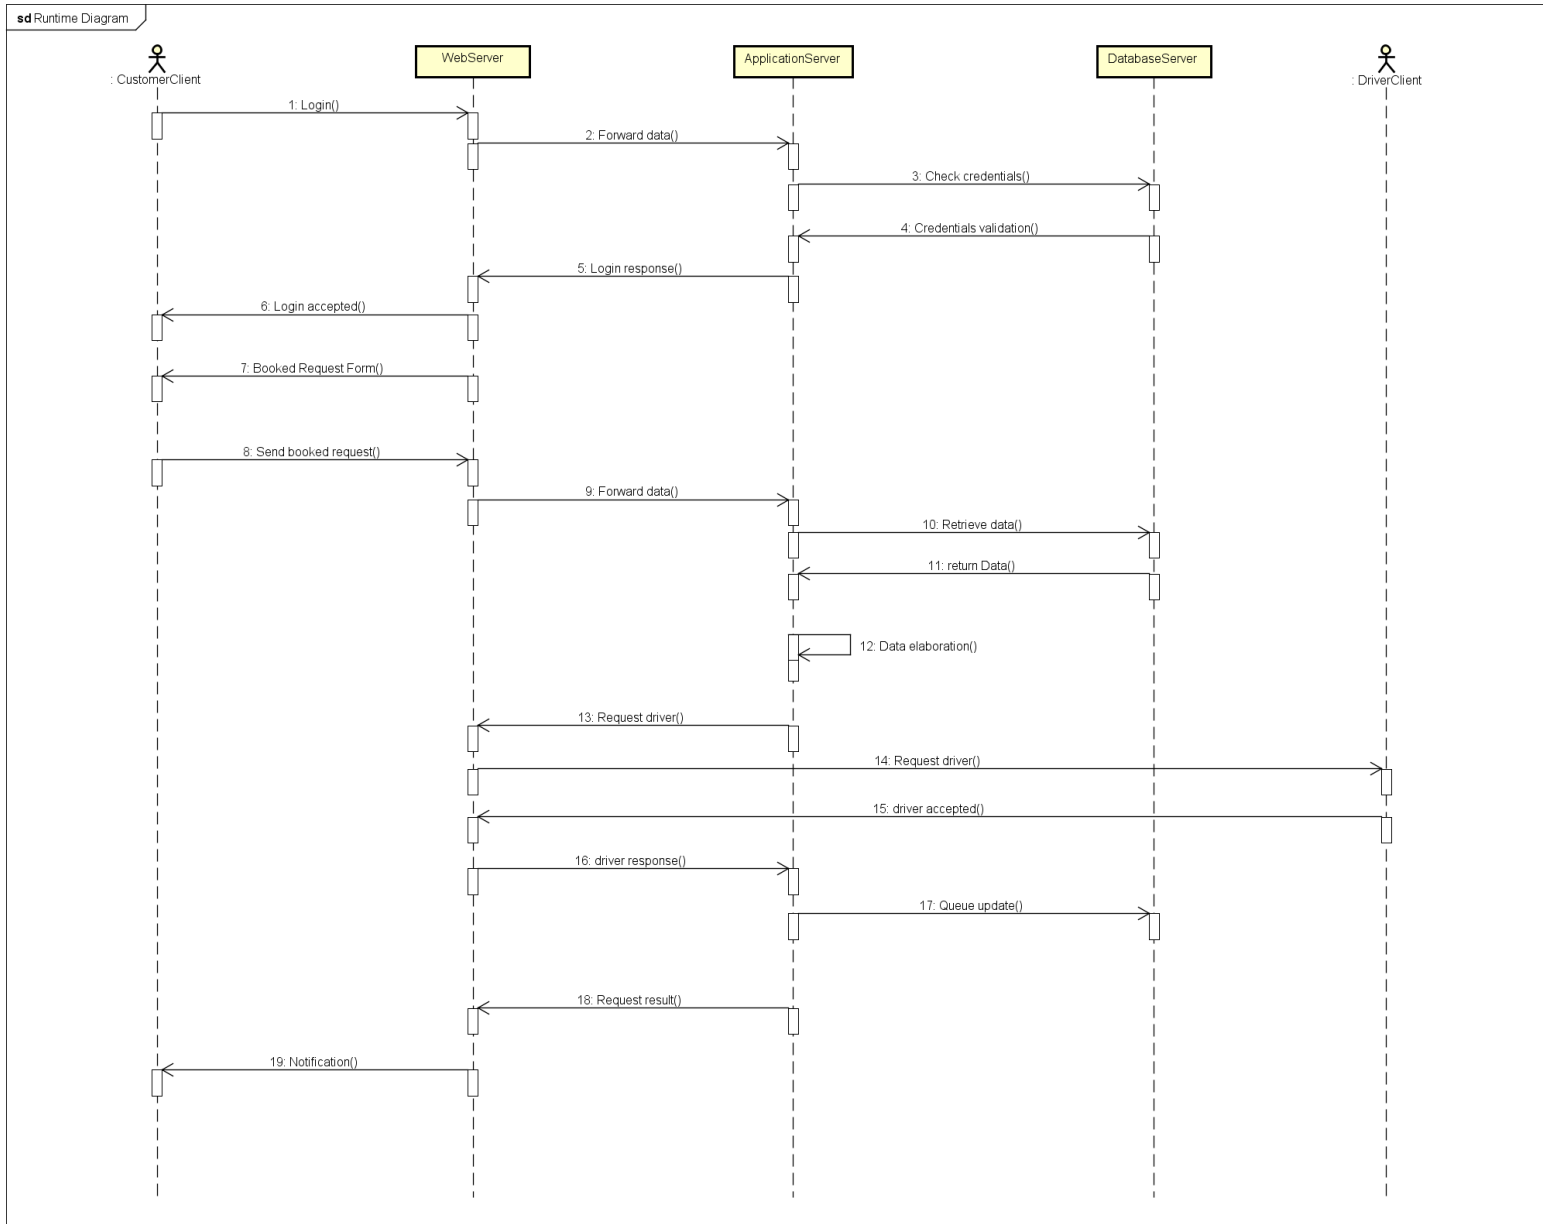 sd Runtime Diagram
: CustomerClient
WebServer
ApplicationServer
DatabaseServer
: DriverClient
1: Login()
2: Forward data()
3: Check credentials()
4: Credentials validation()
5: Login response()
6: Login accepted()
7: Booked Request Form()
8: Send booked request()
9: Forward data()
10: Retrieve data()
11: return Data()
12: Data elaboration()
13: Request driver()
14: Request driver()
15: driver accepted()
16: driver response()
17: Queue update()
18: Request result()
19: Notification()